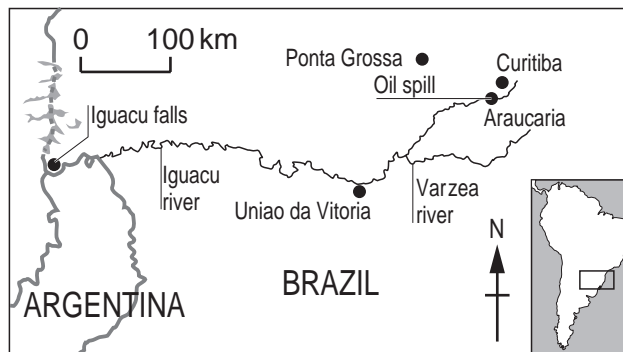 0 100 km
Ponta Grossa
Curitiba
Oil spill
Araucaria
Iguacu falls
Iguacu
river
Uniao da Vitoria
Varzea
river
N
BRAZIL
ARGENTINA